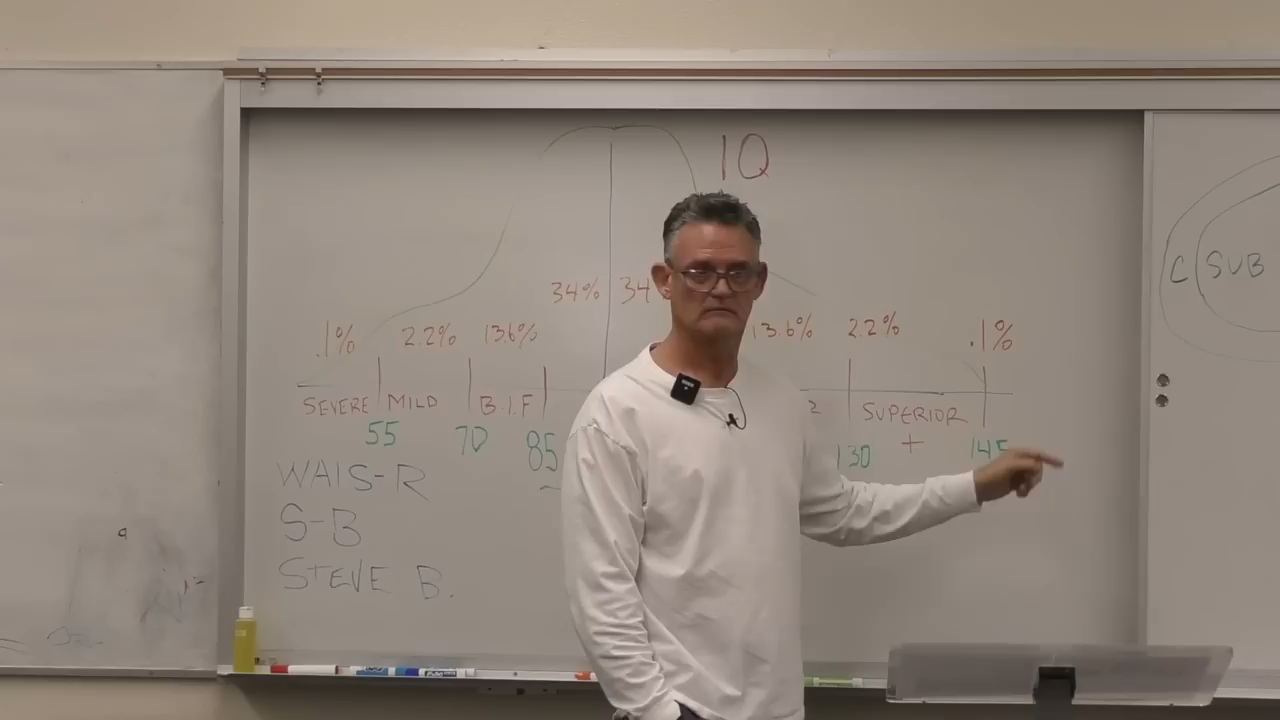 IQ
34% 34
.1% 2.2% 13.6% 13.6% 2.2% .1%
SEVERE MILD B.I.F SUPERIOR
+
55 70 85 130 145
WAIS-R
S-B
STEVE B.
C SUB